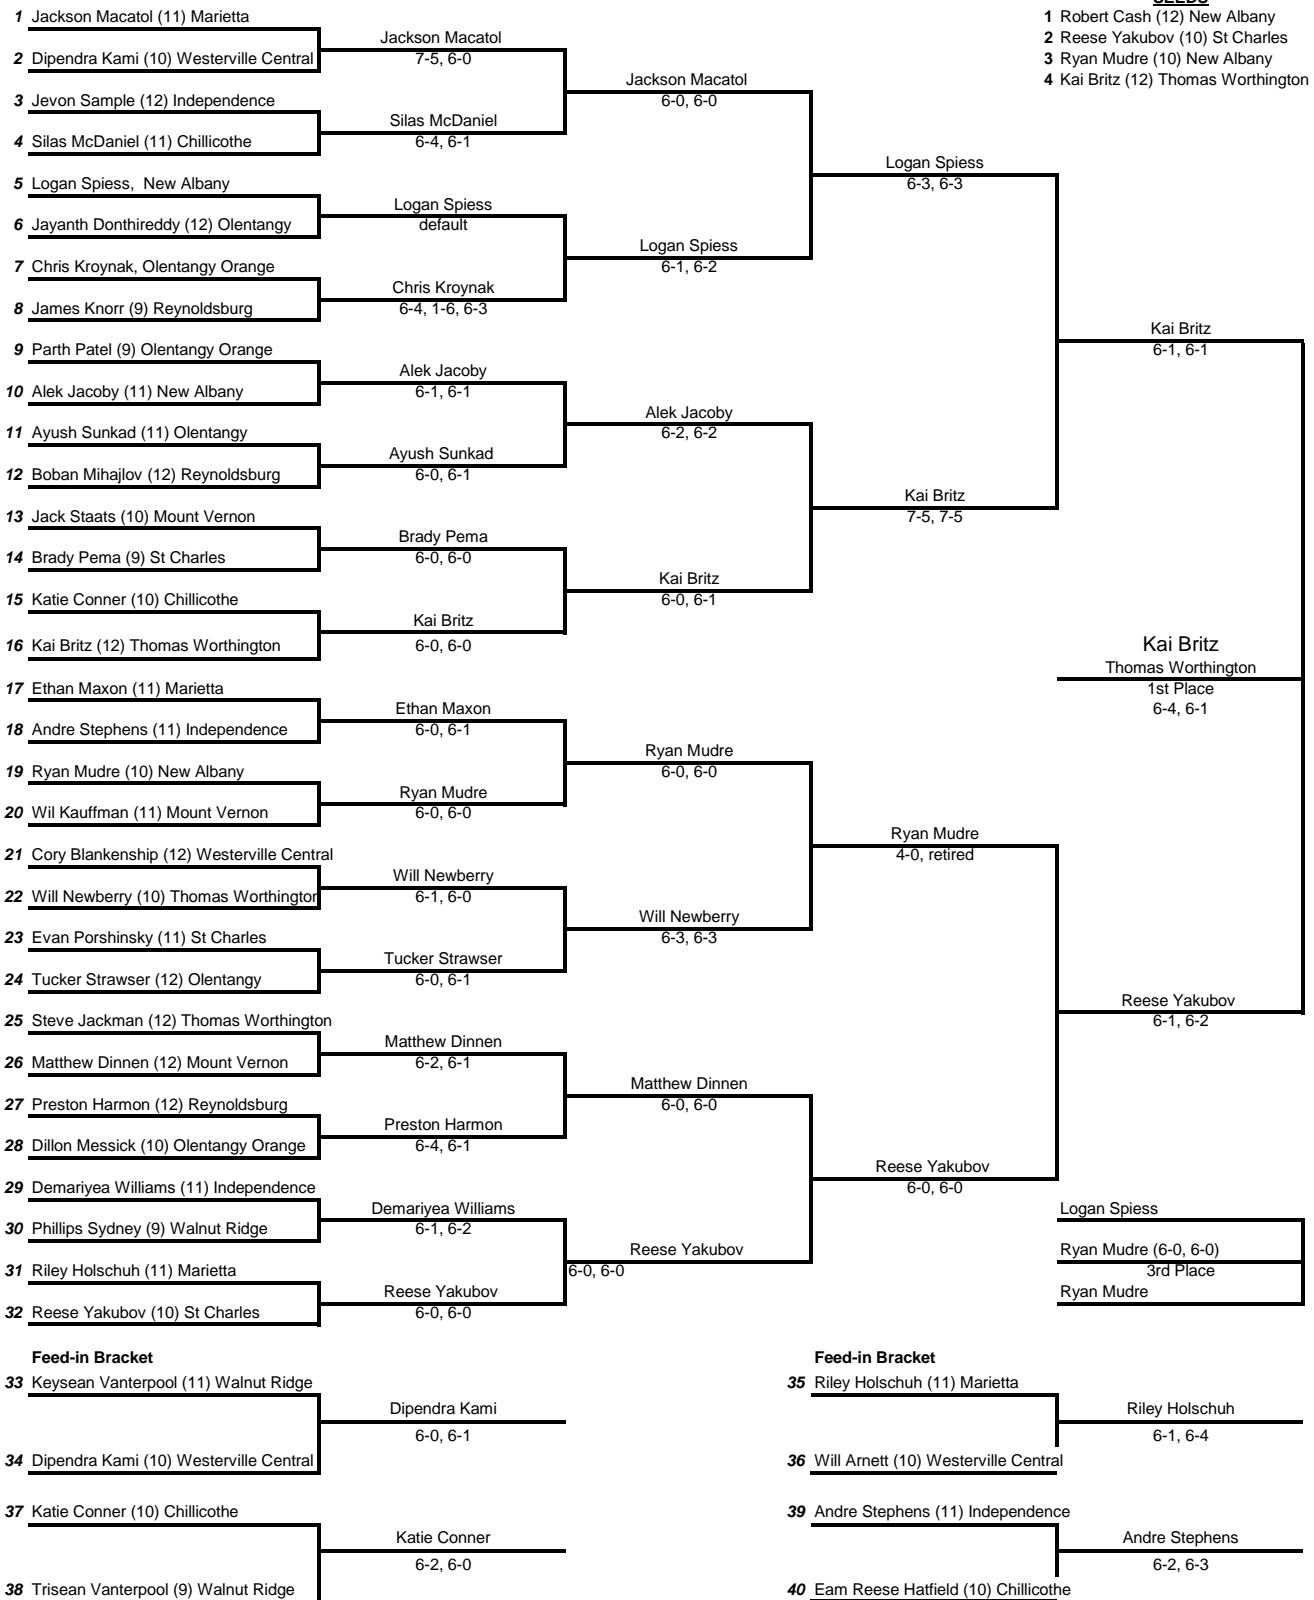 SEEDS
1 Robert Cash (12) New Albany
2 Reese Yakubov (10) St Charles
3 Ryan Mudre (10) New Albany
4 Kai Britz (12) Thomas Worthington
1 Jackson Macatol (11) Marietta
2 Dipendra Kami (10) Westerville Central
3 Jevon Sample (12) Independence
4 Silas McDaniel (11) Chillicothe
5 Logan Spiess, New Albany
6 Jayanth Donthireddy (12) Olentangy
7 Chris Kroynak, Olentangy Orange
8 James Knorr (9) Reynoldsburg
9 Parth Patel (9) Olentangy Orange
10 Alek Jacoby (11) New Albany
11 Ayush Sunkad (11) Olentangy
12 Boban Mihajlov (12) Reynoldsburg
13 Jack Staats (10) Mount Vernon
14 Brady Pema (9) St Charles
15 Katie Conner (10) Chillicothe
16 Kai Britz (12) Thomas Worthington
17 Ethan Maxon (11) Marietta
18 Andre Stephens (11) Independence
19 Ryan Mudre (10) New Albany
20 Wil Kauffman (11) Mount Vernon
21 Cory Blankenship (12) Westerville Central
22 Will Newberry (10) Thomas Worthington
23 Evan Porshinsky (11) St Charles
24 Tucker Strawser (12) Olentangy
25 Steve Jackman (12) Thomas Worthington
26 Matthew Dinnen (12) Mount Vernon
27 Preston Harmon (12) Reynoldsburg
28 Dillon Messick (10) Olentangy Orange
29 Demariyea Williams (11) Independence
30 Phillips Sydney (9) Walnut Ridge
31 Riley Holschuh (11) Marietta
32 Reese Yakubov (10) St Charles
Jackson Macatol
7-5, 6-0
Silas McDaniel
6-4, 6-1
Logan Spiess
default
Chris Kroynak
6-4, 1-6, 6-3
Alek Jacoby
6-1, 6-1
Ayush Sunkad
6-0, 6-1
Brady Pema
6-0, 6-0
Kai Britz
6-0, 6-0
Ethan Maxon
6-0, 6-1
Ryan Mudre
6-0, 6-0
Will Newberry
6-1, 6-0
Tucker Strawser
6-0, 6-1
Matthew Dinnen
6-2, 6-1
Preston Harmon
6-4, 6-1
Demariyea Williams
6-1, 6-2
Reese Yakubov
6-0, 6-0
Jackson Macatol
6-0, 6-0
Logan Spiess
6-1, 6-2
Alek Jacoby
6-2, 6-2
Kai Britz
6-0, 6-1
Ryan Mudre
6-0, 6-0
Will Newberry
6-3, 6-3
Matthew Dinnen
6-0, 6-0
Reese Yakubov
6-0, 6-0
Logan Spiess
6-3, 6-3
Kai Britz
7-5, 7-5
Ryan Mudre
4-0, retired
Reese Yakubov
6-0, 6-0
Kai Britz
6-1, 6-1
Reese Yakubov
6-1, 6-2
Kai Britz
Thomas Worthington
1st Place
6-4, 6-1
Logan Spiess
Ryan Mudre (6-0, 6-0)
3rd Place
Ryan Mudre
Feed-in Bracket
33 Keysean Vanterpool (11) Walnut Ridge
Dipendra Kami
6-0, 6-1
34 Dipendra Kami (10) Westerville Central
37 Katie Conner (10) Chillicothe
Katie Conner
6-2, 6-0
38 Trisean Vanterpool (9) Walnut Ridge
Feed-in Bracket
35 Riley Holschuh (11) Marietta
Riley Holschuh
6-1, 6-4
36 Will Arnett (10) Westerville Central
39 Andre Stephens (11) Independence
Andre Stephens
6-2, 6-3
40 Eam Reese Hatfield (10) Chillicothe